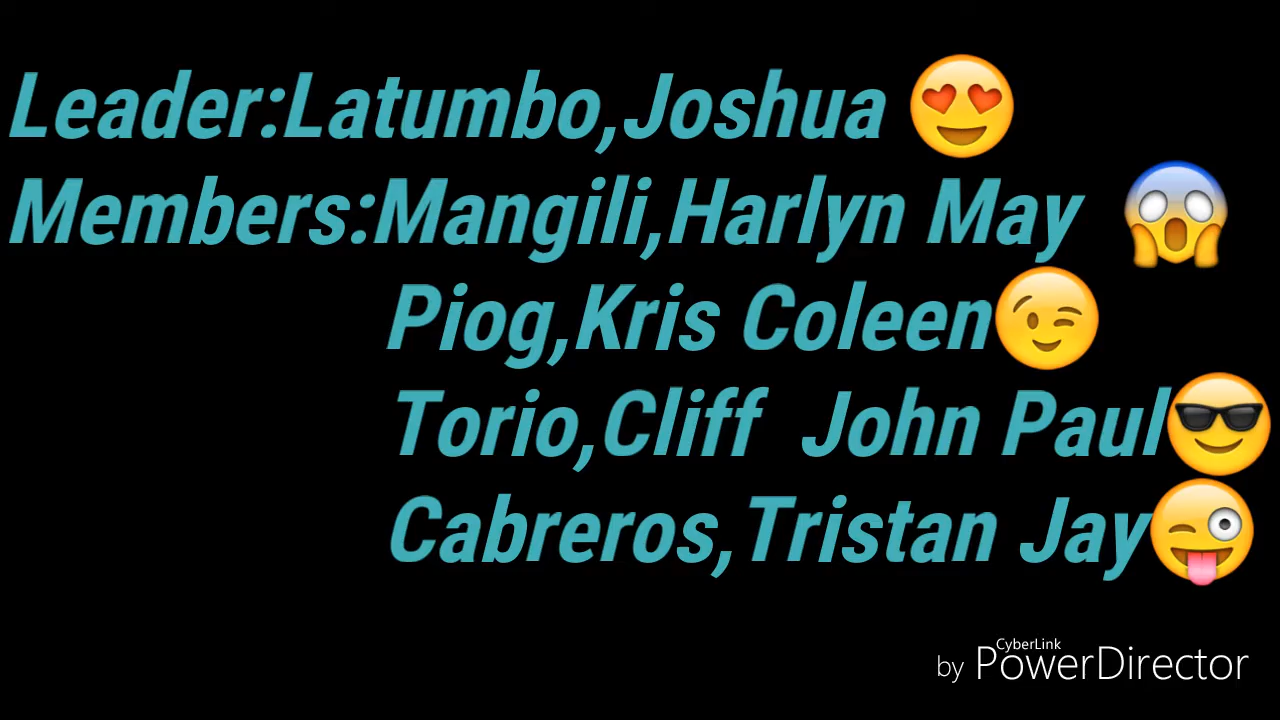 Leader:Latumbo,Joshua 😍
Members:Mangili,Harlyn May 😱
Piog,Kris Coleen😉
Torio,Cliff  John Paul😎
Cabreros,Tristan Jay😜
by CyberLink PowerDirector